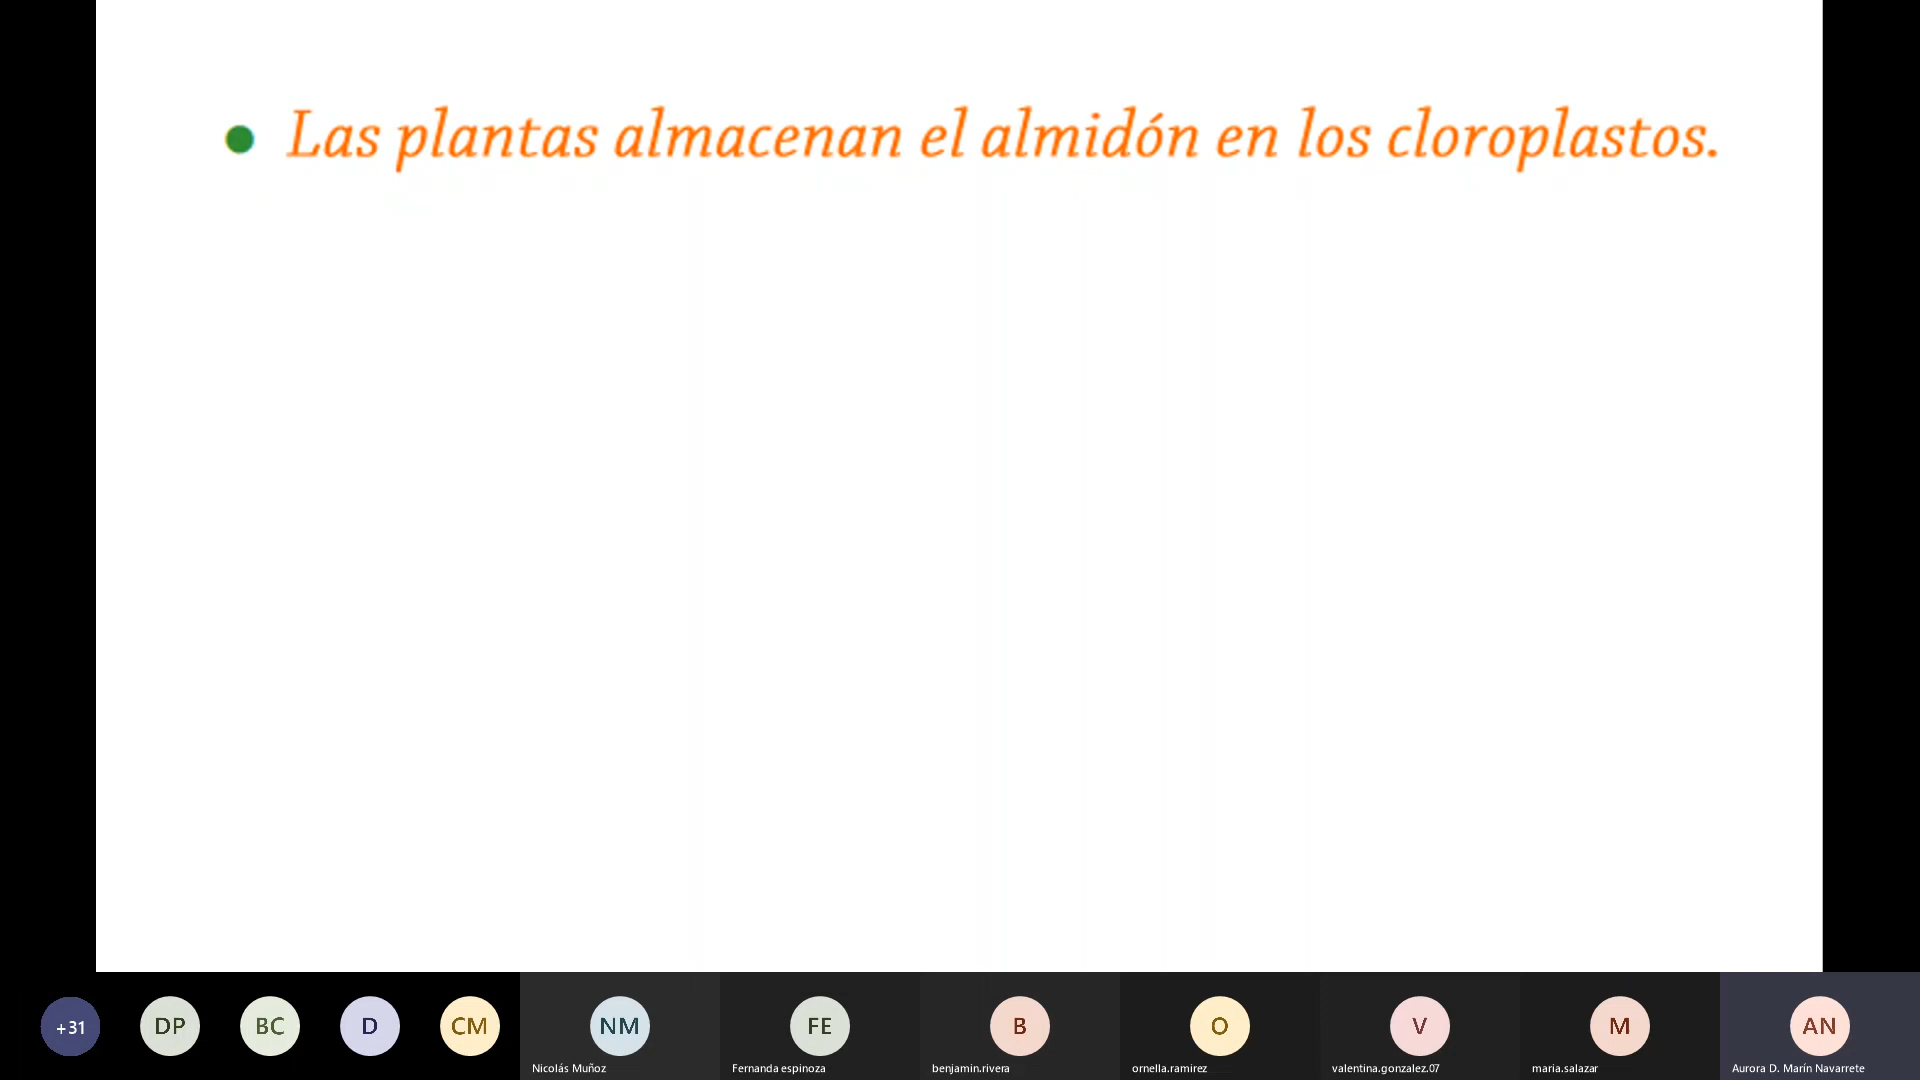 Las plantas almacenan el almidón en los cloroplastos.
+31
DP
BC
D
CM
NM
FE
B
O
V
M
AN
Nicolás Muñoz
Fernanda espinoza
benjamin.rivera
ornella.ramirez
valentina.gonzalez.07
maria.salazar
Aurora D. Marín Navarrete